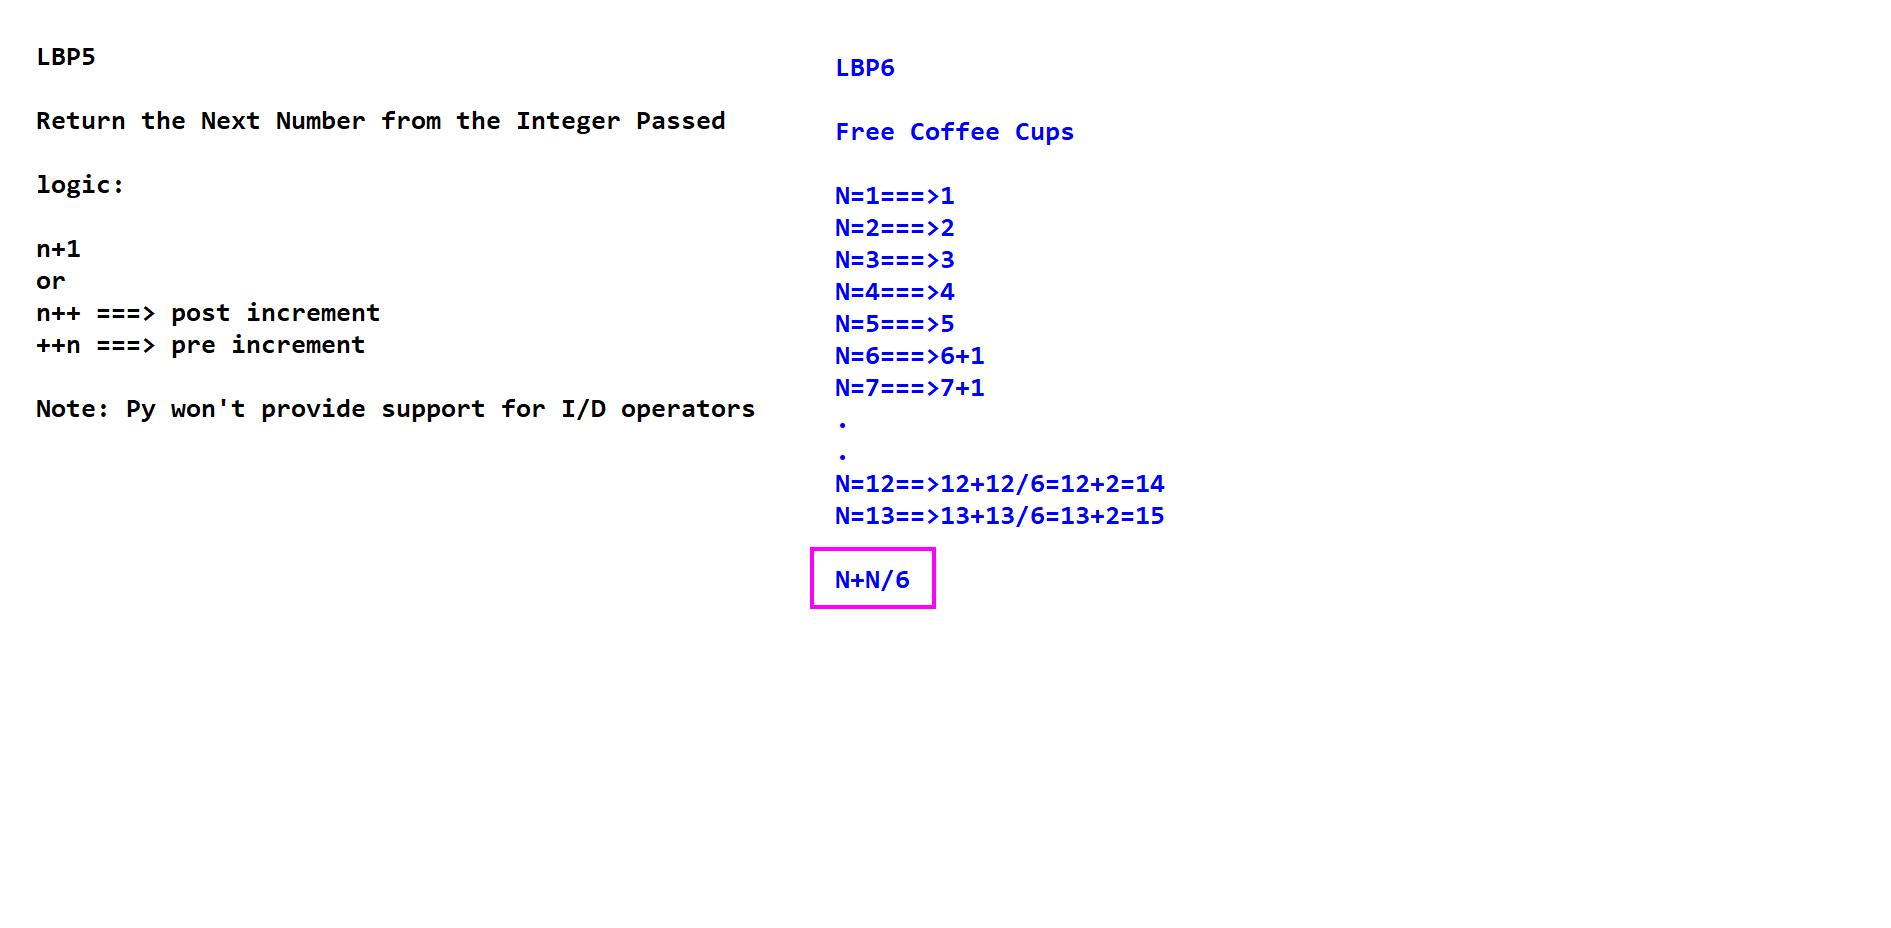 LBP5
Return the Next Number from the Integer Passed
logic:
n+1
or
n++ ===> post increment
++n ===> pre increment
Note: Py won't provide support for I/D operators
LBP6
Free Coffee Cups
N=1===>1
N=2===>2
N=3===>3
N=4===>4
N=5===>5
N=6===>6+1
N=7===>7+1
.
.
N=12==>12+12/6=12+2=14
N=13==>13+13/6=13+2=15
N+N/6